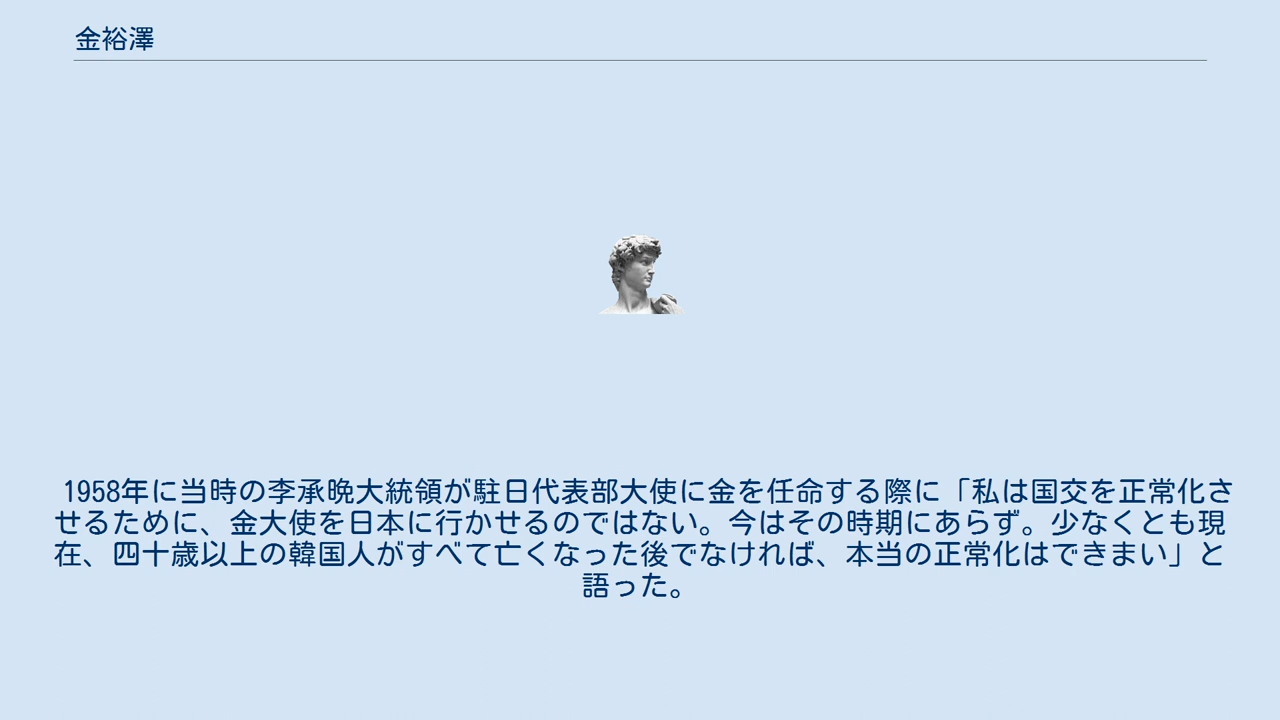 金裕澤
1958年に当時の李承晩大統領が駐日代表部大使に金を任命する際に「私は国交を正常化さ
せるために、金大使を日本に行かせるのではない。今はその時期にあらず。少なくとも現
在、四十歳以上の韓国人がすべて亡くなった後でなければ、本当の正常化はできまい」と
語った。